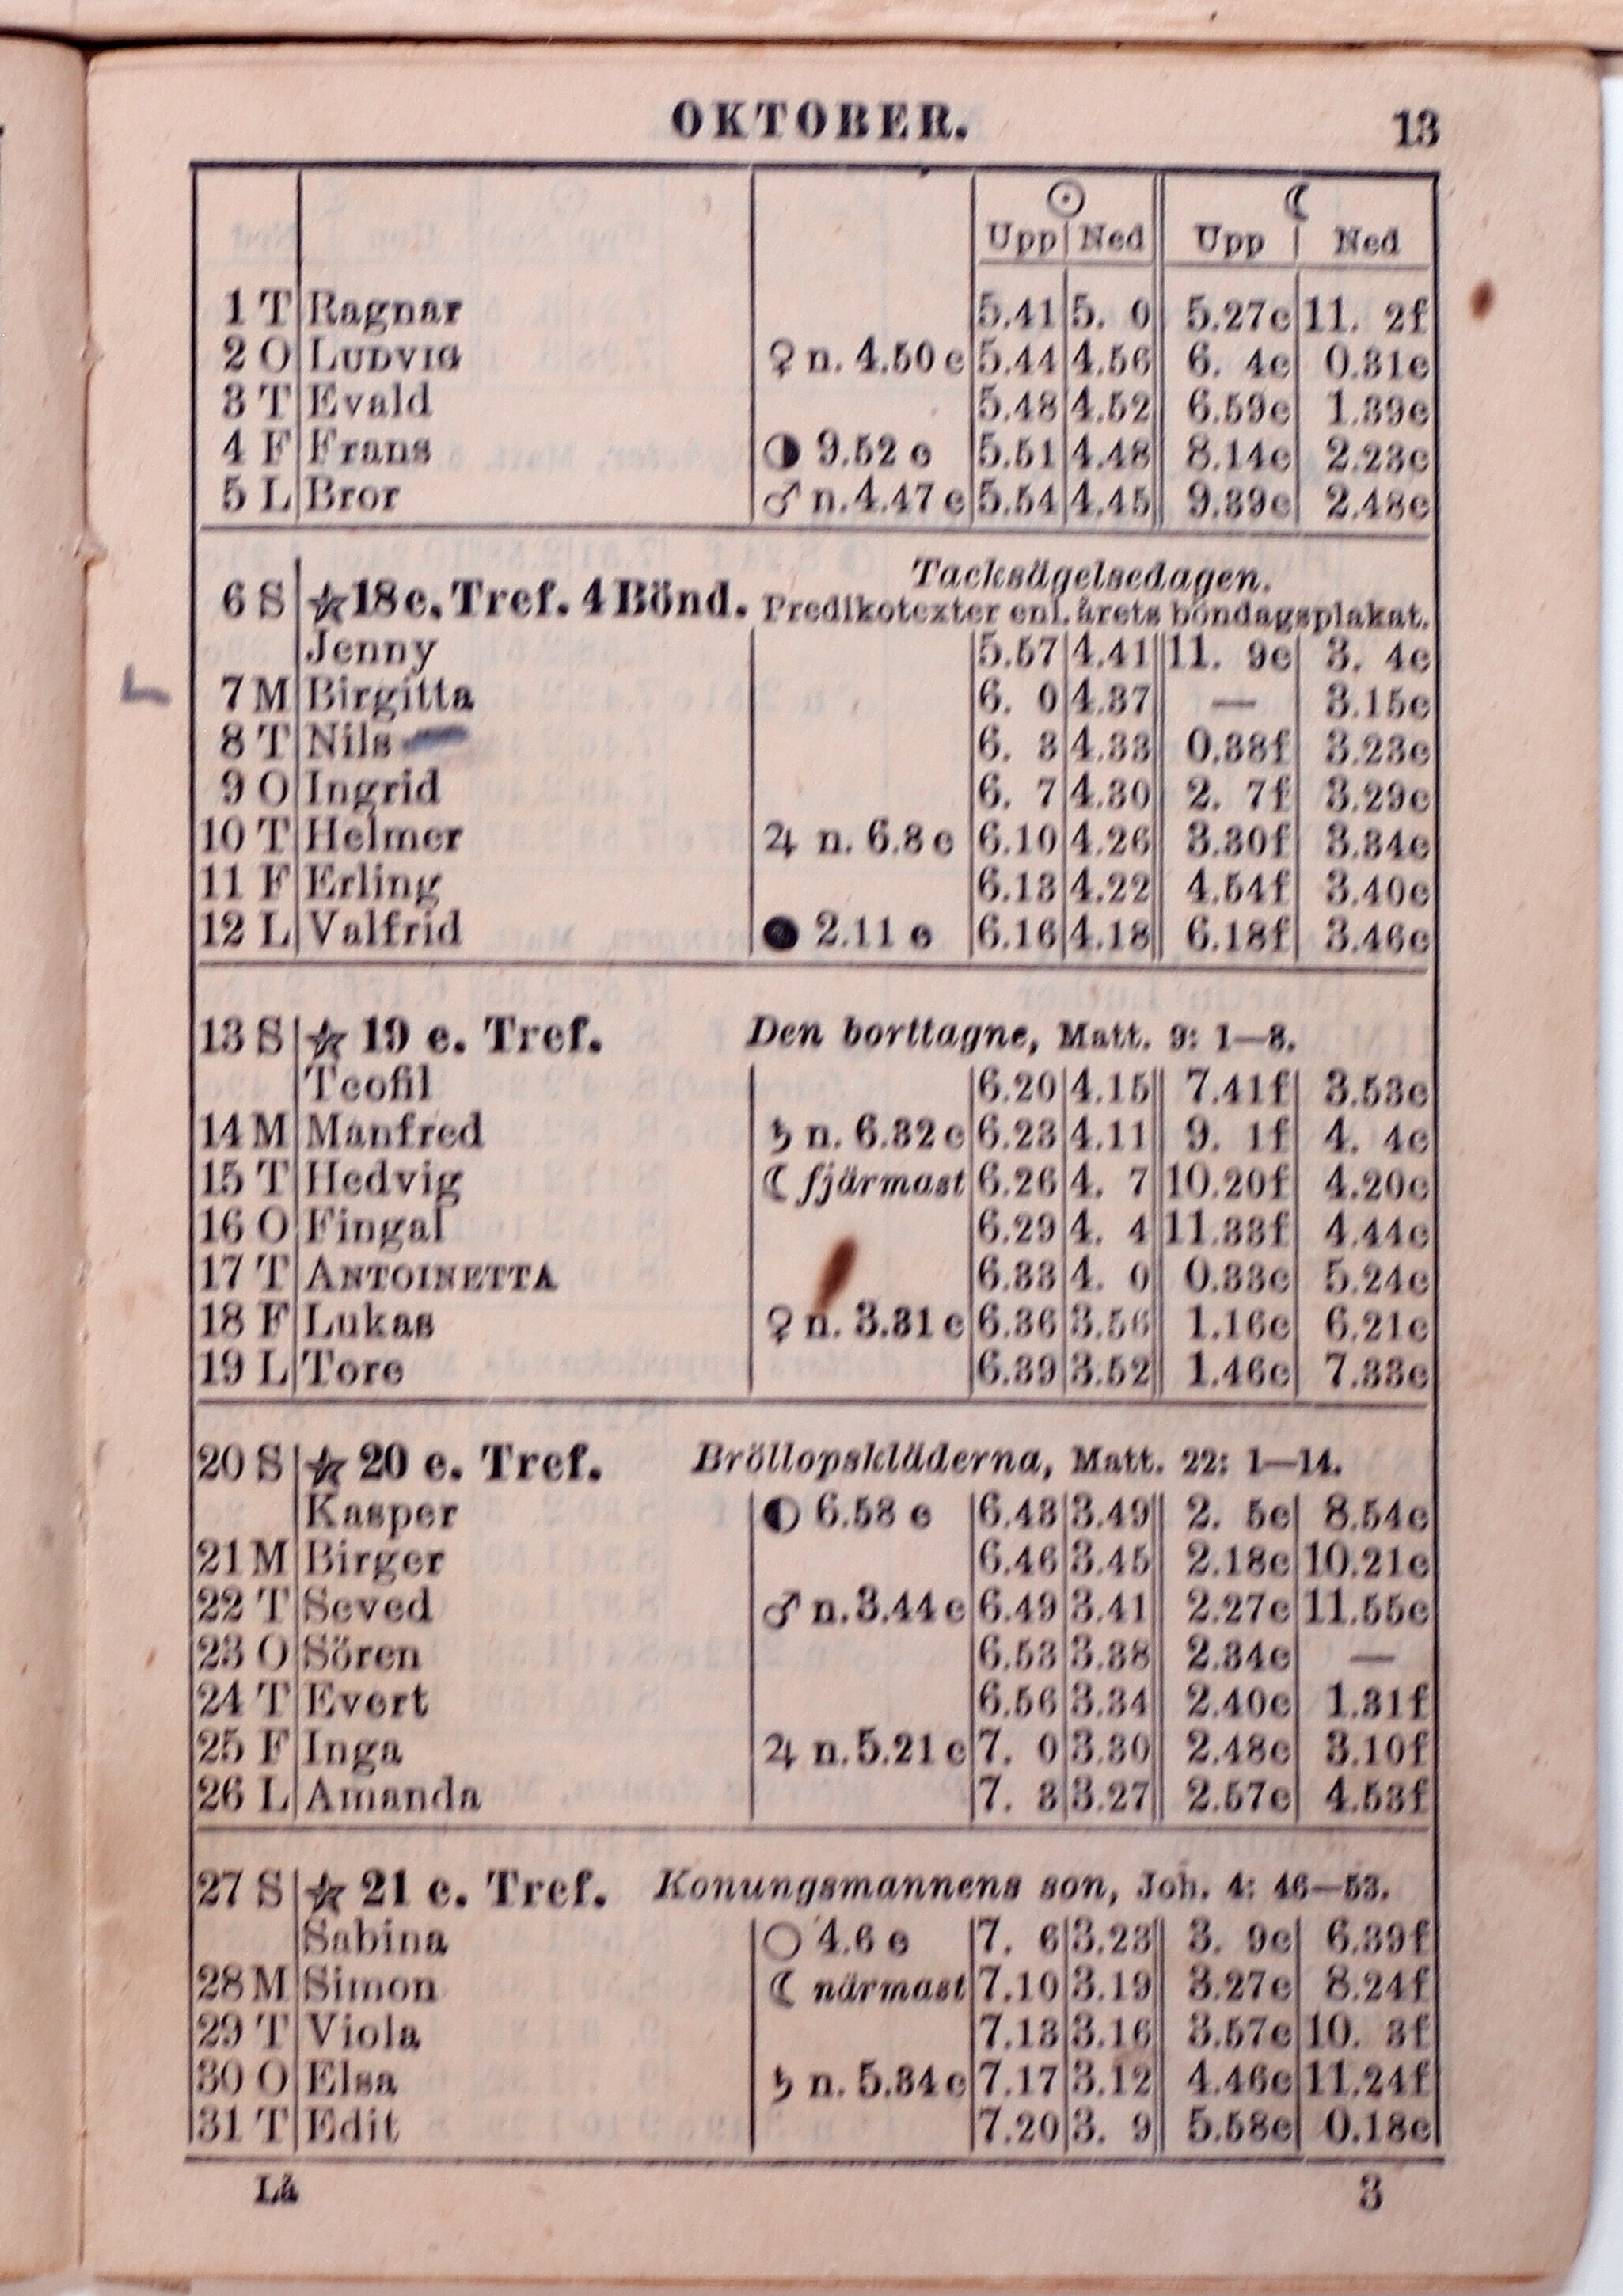 OKTOBER. 13
☉ ☾
Upp Ned Upp Ned
1 T Ragnar 5.41 5. 0 5.27e 11. 2f
2 O LUDVIG ♀ n. 4.50 e 5.44 4.56 6. 4e 0.31e
3 T Evald 5.48 4.52 6.59e 1.39e
4 F Frans ◑ 9.52 e 5.51 4.48 8.14e 2.23e
5 L Bror ♂ n. 4.47 e 5.54 4.45 9.39e 2.48e
Tacksägelsedagen.
6 S ☆ 18 e. Tref. 4 Bönd. Predikotexter enl. årets böndagsplakat.
Jenny 5.57 4.41 11. 9e 3. 4e
7 M Birgitta 6. 0 4.37 — 3.15e
8 T Nils 6. 3 4.33 0.38f 3.23e
9 O Ingrid 6. 7 4.30 2. 7f 3.29e
10 T Helmer ♃ n. 6.8 e 6.10 4.26 3.30f 3.34e
11 F Erling 6.13 4.22 4.54f 3.40e
12 L Valfrid ● 2.11 e 6.16 4.18 6.18f 3.46e
13 S ☆ 19 e. Tref. Den borttagne, Matt. 9: 1—8.
Teofil 6.20 4.15 7.41f 3.53e
14 M Manfred ♄ n. 6.32 e 6.23 4.11 9. 1f 4. 4e
15 T Hedvig ☾ fjärmast 6.26 4. 7 10.20f 4.20e
16 O Fingal 6.29 4. 4 11.33f 4.44e
17 T ANTOINETTA 6.33 4. 0 0.33e 5.24e
18 F Lukas ♀ n. 3.31 e 6.36 3.56 1.16e 6.21e
19 L Tore 6.39 3.52 1.46e 7.33e
20 S ☆ 20 e. Tref. Bröllopskläderna, Matt. 22: 1—14.
Kasper ◐ 6.58 e 6.43 3.49 2. 5e 8.54e
21 M Birger 6.46 3.45 2.18e 10.21e
22 T Seved ♂ n. 3.44 e 6.49 3.41 2.27e 11.55e
23 O Sören 6.53 3.38 2.34e —
24 T Evert 6.56 3.34 2.40e 1.31f
25 F Inga ♃ n. 5.21 e 7. 0 3.30 2.48e 3.10f
26 L Amanda 7. 3 3.27 2.57e 4.53f
27 S ☆ 21 e. Tref. Konungsmannens son, Joh. 4: 46—53.
Sabina ○ 4.6 e 7. 6 3.23 3. 9e 6.39f
28 M Simon ☾ närmast 7.10 3.19 3.27e 8.24f
29 T Viola 7.13 3.16 3.57e 10. 3f
30 O Elsa ♄ n. 5.34 e 7.17 3.12 4.46e 11.24f
31 T Edit 7.20 3. 9 5.58e 0.18e
Lå 3